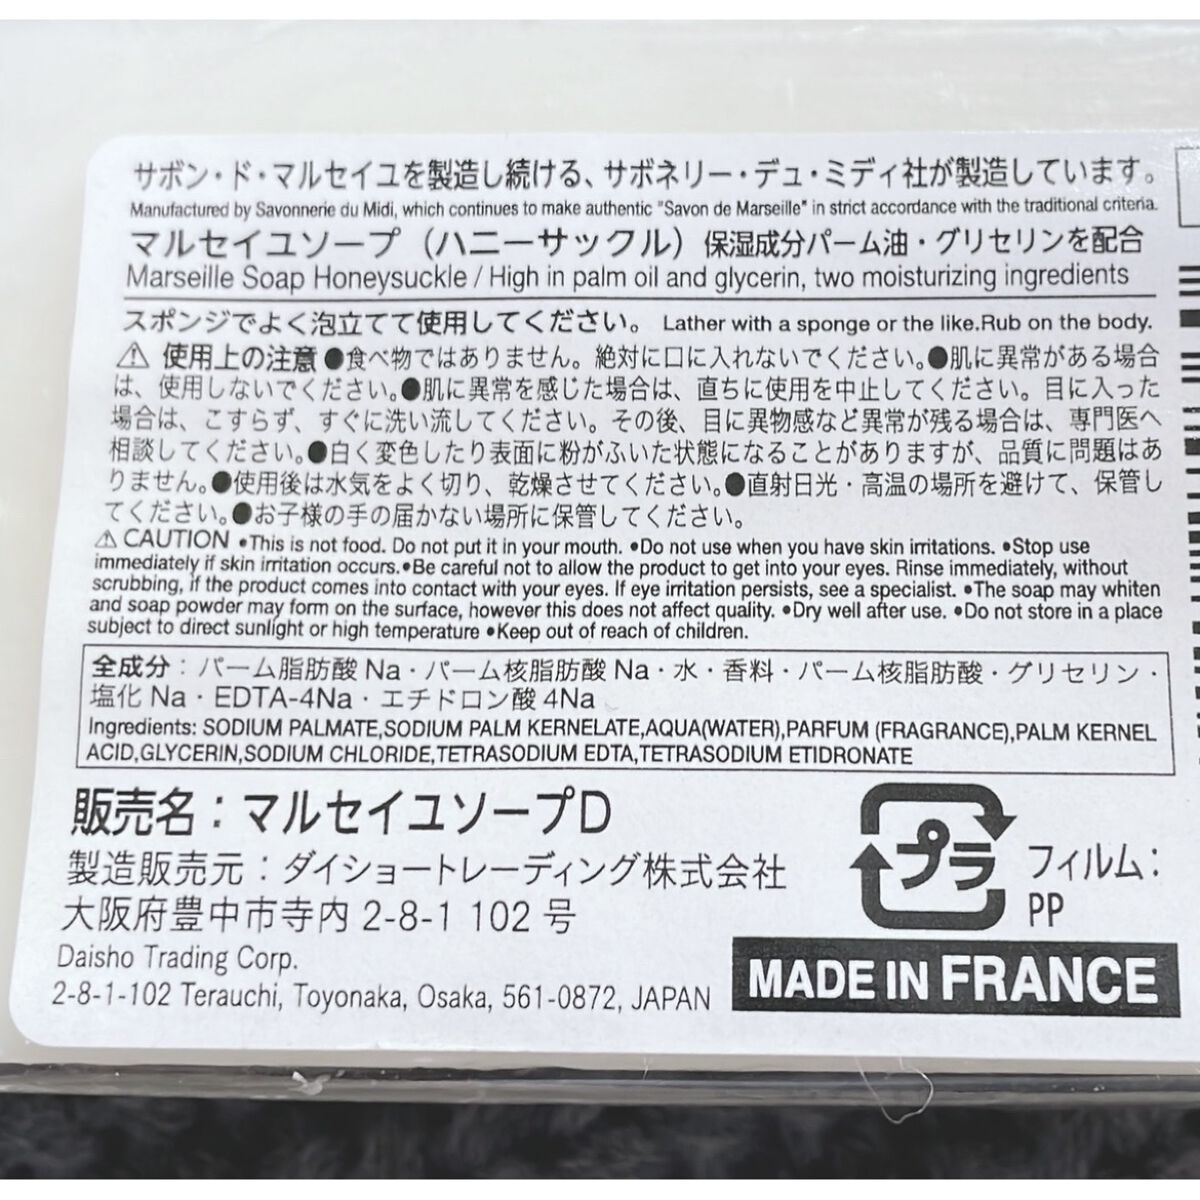 サボン・ド・マルセイユを製造し続ける、サボネリー・デュ・ミディ社が製造しています。
Manufactured by Savonnerie du Midi, which continues to make authentic "Savon de Marseille" in strict accordance with the traditional criteria.
マルセイユソープ（ハニーサックル）保湿成分パーム油・グリセリンを配合
Marseille Soap Honeysuckle / High in palm oil and glycerin, two moisturizing ingredients
スポンジでよく泡立てて使用してください。 Lather with a sponge or the like.Rub on the body.
⚠ 使用上の注意 ●食べ物ではありません。絶対に口に入れないでください。●肌に異常がある場合
は、使用しないでください。●肌に異常を感じた場合は、直ちに使用を中止してください。目に入った
場合は、こすらず、すぐに洗い流してください。その後、目に異物感など異常が残る場合は、専門医へ
相談してください。●白く変色したり表面に粉がふいた状態になることがありますが、品質に問題はあ
りません。●使用後は水気をよく切り、乾燥させてください。●直射日光・高温の場所を避けて、保管し
てください。●お子様の手の届かない場所に保管してください。
⚠ CAUTION ●This is not food. Do not put it in your mouth. ●Do not use when you have skin irritations. ●Stop use
immediately if skin irritation occurs.●Be careful not to allow the product to get into your eyes. Rinse immediately, without
scrubbing, if the product comes into contact with your eyes. If eye irritation persists, see a specialist. ●The soap may whiten
and soap powder may form on the surface, however this does not affect quality. ●Dry well after use. ●Do not store in a place
subject to direct sunlight or high temperature ●Keep out of reach of children.
全成分：パーム脂肪酸 Na・パーム核脂肪酸 Na・水・香料・パーム核脂肪酸・グリセリン・
塩化 Na・EDTA-4Na・エチドロン酸 4Na
Ingredients: SODIUM PALMATE,SODIUM PALM KERNELATE,AQUA(WATER),PARFUM (FRAGRANCE),PALM KERNEL
ACID,GLYCERIN,SODIUM CHLORIDE,TETRASODIUM EDTA,TETRASODIUM ETIDRONATE
販売名：マルセイユソープD
製造販売元：ダイショートレーディング株式会社
大阪府豊中市寺内 2-8-1 102 号
Daisho Trading Corp.
2-8-1-102 Terauchi, Toyonaka, Osaka, 561-0872, JAPAN
プラ
フィルム：
PP
MADE IN FRANCE